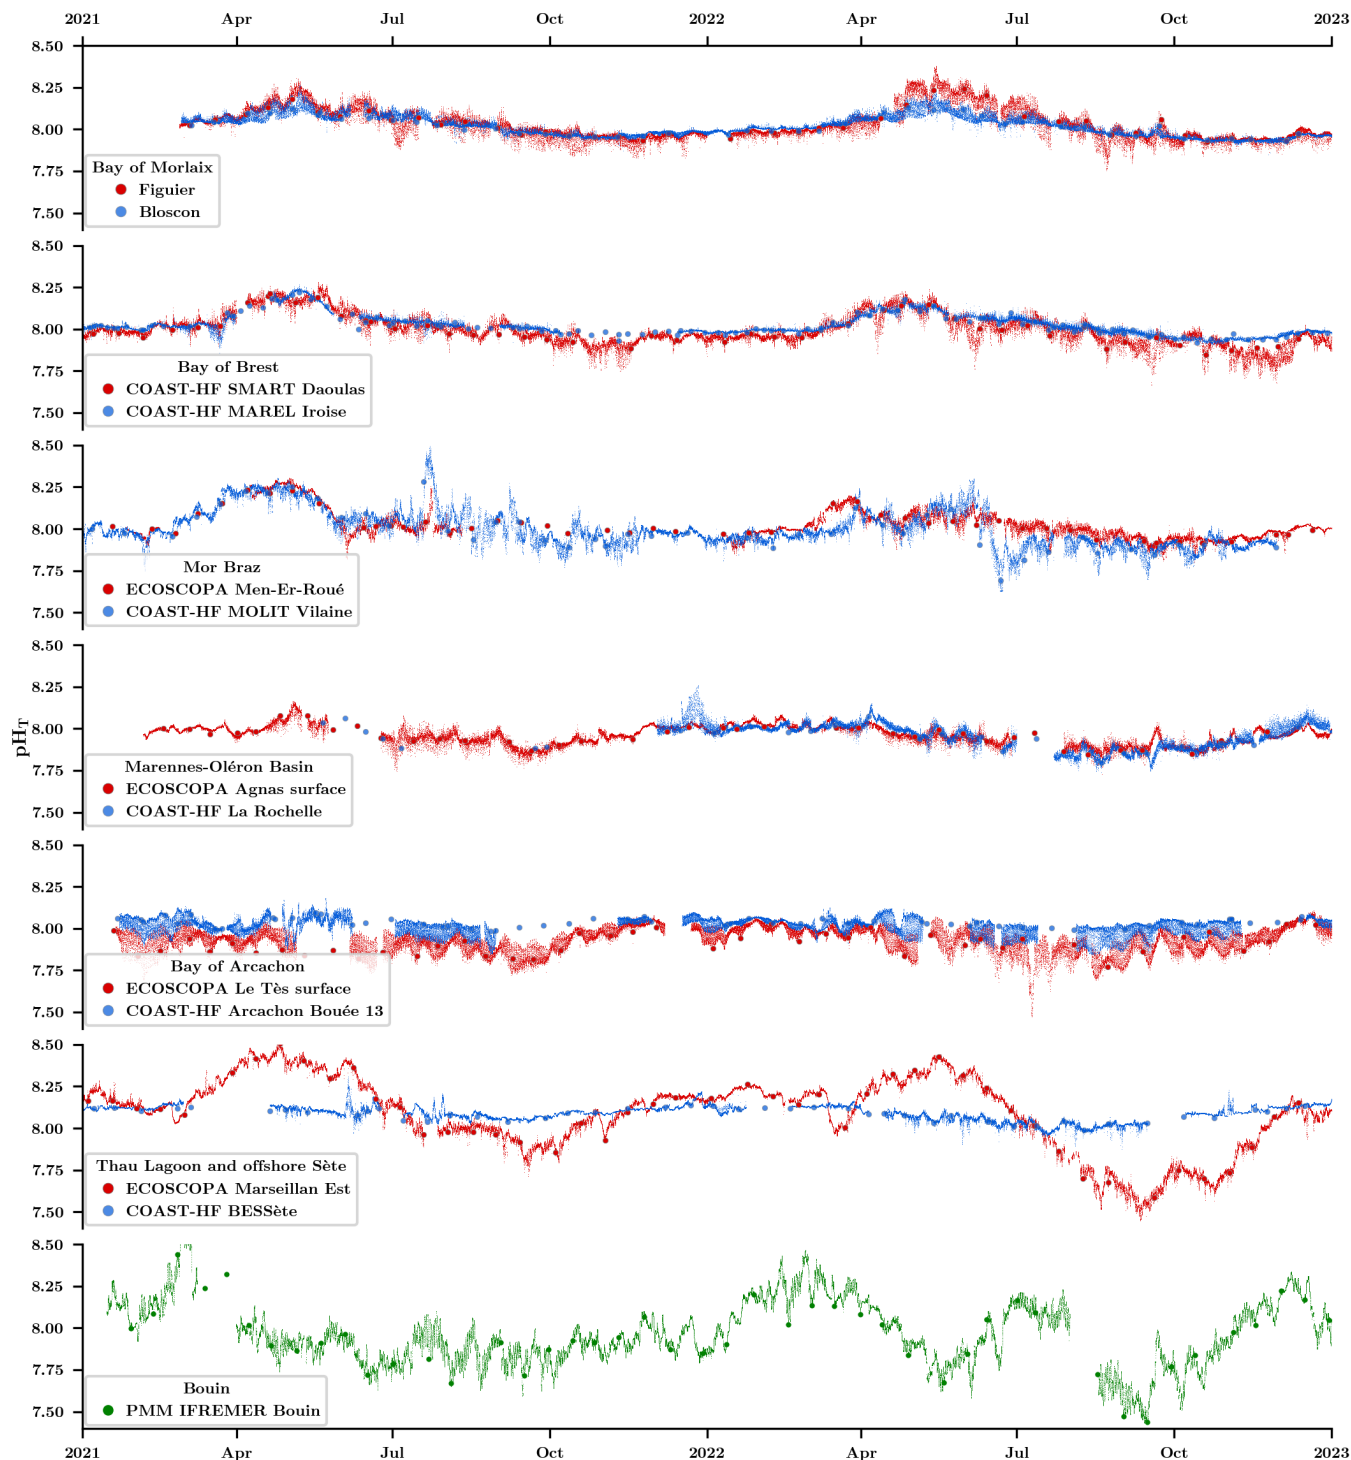 2021 Apr Jul Oct 2022 Apr Jul Oct 2023
8.50
8.25
8.00
7.75
7.50
Bay of Morlaix
Figuier
Bloscon
8.50
8.25
8.00
7.75
7.50
Bay of Brest
COAST-HF SMART Daoulas
COAST-HF MAREL Iroise
8.50
8.25
8.00
7.75
7.50
Mor Braz
ECOSCOPA Men-Er-Roué
COAST-HF MOLIT Vilaine
pHT
8.50
8.25
8.00
7.75
7.50
Marennes-Oléron Basin
ECOSCOPA Agnas surface
COAST-HF La Rochelle
8.50
8.25
8.00
7.75
7.50
Bay of Arcachon
ECOSCOPA Le Tès surface
COAST-HF Arcachon Bouée 13
8.50
8.25
8.00
7.75
7.50
Thau Lagoon and offshore Sète
ECOSCOPA Marseillan Est
COAST-HF BESSète
8.50
8.25
8.00
7.75
7.50
Bouin
PMM IFREMER Bouin
2021 Apr Jul Oct 2022 Apr Jul Oct 2023